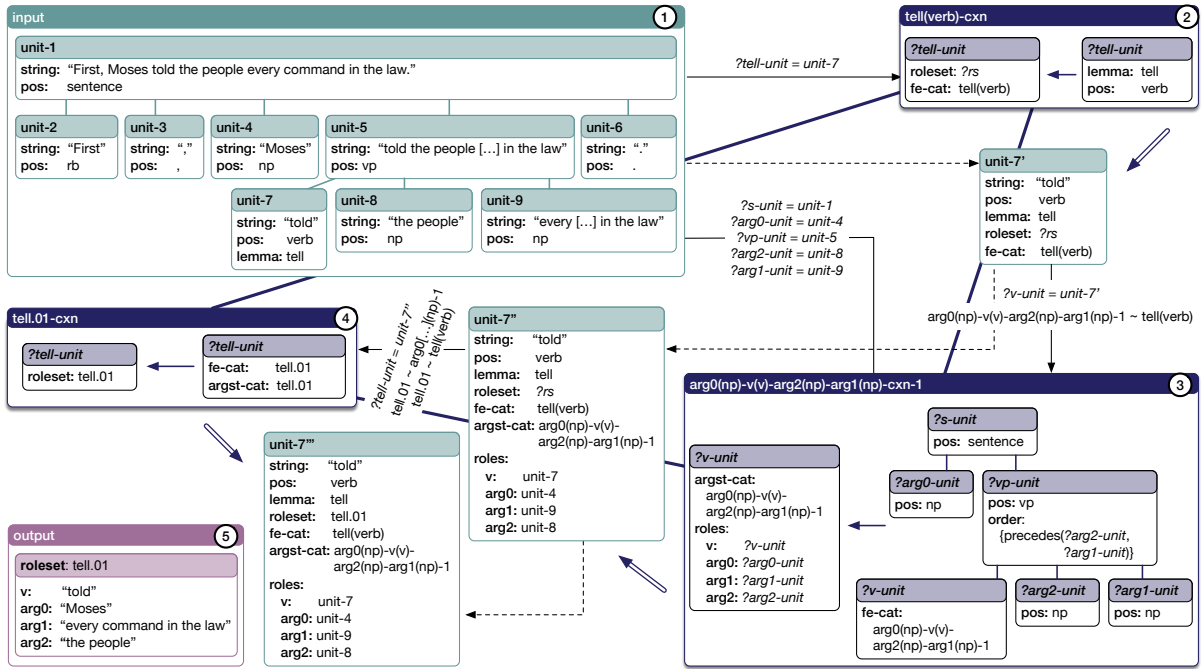 input
1
unit-1
string: “First, Moses told the people every command in the law.”
pos: sentence
unit-2
string: “First”
pos: rb
unit-3
string: “,”
pos: ,
unit-4
string: “Moses”
pos: np
unit-5
string: “told the people [...] in the law”
pos: vp
unit-6
string: “.”
pos: .
unit-7
string: “told”
pos: verb
lemma: tell
unit-8
string: “the people”
pos: np
unit-9
string: “every [...] in the law”
pos: np
?tell-unit = unit-7
tell(verb)-cxn
2
?tell-unit
roleset: ?rs
fe-cat: tell(verb)
?tell-unit
lemma: tell
pos: verb
unit-7’
string: “told”
pos: verb
lemma: tell
roleset: ?rs
fe-cat: tell(verb)
?s-unit = unit-1
?arg0-unit = unit-4
?vp-unit = unit-5
?arg2-unit = unit-8
?arg1-unit = unit-9
?v-unit = unit-7’
arg0(np)-v(v)-arg2(np)-arg1(np)-1 ~ tell(verb)
arg0(np)-v(v)-arg2(np)-arg1(np)-cxn-1
3
?s-unit
pos: sentence
?arg0-unit
pos: np
?vp-unit
pos: vp
order:
{precedes(?arg2-unit,
?arg1-unit)}
?v-unit
fe-cat:
arg0(np)-v(v)-
arg2(np)-arg1(np)-1
?arg2-unit
pos: np
?arg1-unit
pos: np
?v-unit
argst-cat:
arg0(np)-v(v)-
arg2(np)-arg1(np)-1
roles:
v: ?v-unit
arg0: ?arg0-unit
arg1: ?arg1-unit
arg2: ?arg2-unit
unit-7’’
string: “told”
pos: verb
lemma: tell
roleset: ?rs
fe-cat: tell(verb)
argst-cat: arg0(np)-v(v)-
arg2(np)-arg1(np)-1
roles:
v: unit-7
arg0: unit-4
arg1: unit-9
arg2: unit-8
?tell-unit = unit-7’’
tell.01 ~ arg0[...](np)-1
tell.01 ~ tell(verb)
tell.01-cxn
4
?tell-unit
roleset: tell.01
?tell-unit
fe-cat: tell.01
argst-cat: tell.01
unit-7’’’
string: “told”
pos: verb
lemma: tell
roleset: tell.01
fe-cat: tell(verb)
argst-cat: arg0(np)-v(v)-
arg2(np)-arg1(np)-1
roles:
v: unit-7
arg0: unit-4
arg1: unit-9
arg2: unit-8
output
5
roleset: tell.01
v: “told”
arg0: “Moses”
arg1: “every command in the law”
arg2: “the people”